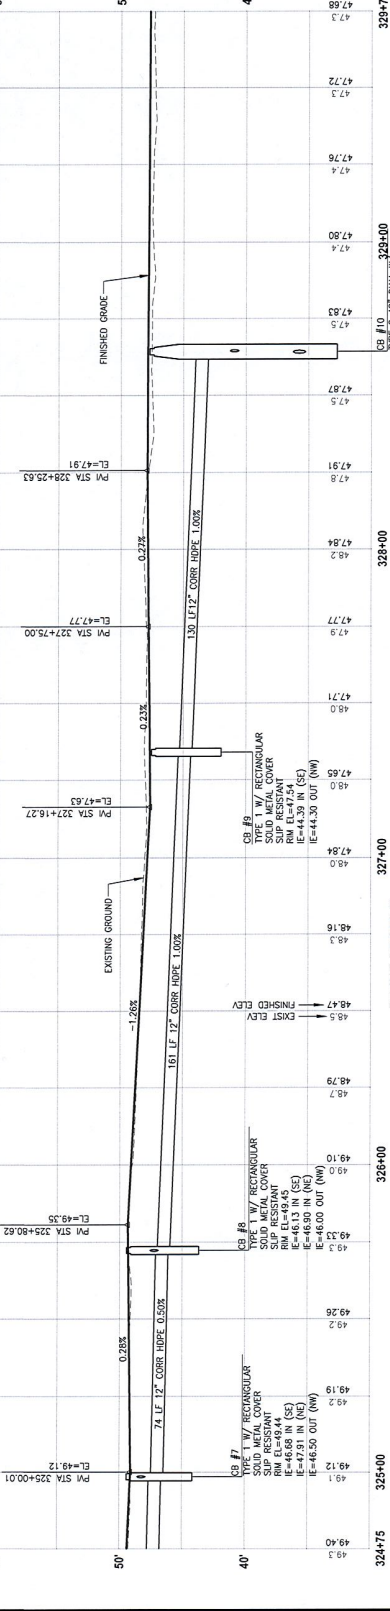 50'
40'
PVI STA 325+00.01
EL=49.12
0.28%
PVI STA 325+80.62
EL=49.35
-1.26%
PVI STA 327+16.27
EL=47.63
0.23%
PVI STA 327+75.00
EL=47.77
0.27%
PVI STA 328+25.63
EL=47.91
EXISTING GROUND
FINISHED GRADE
74 LF 12" CORR HDPE 0.50%
161 LF 12" CORR HDPE 1.00%
130 LF12" CORR HDPE 1.00%
CB #7
TYPE 1 W/ RECTANGULAR
SOLID METAL COVER
SLIP RESISTANT
RIM EL=49.44
IE=46.68 IN (SE)
IE=47.91 IN (NE)
IE=46.50 OUT (NW)
CB #8
TYPE 1 W/ RECTANGULAR
SOLID METAL COVER
SLIP RESISTANT
RIM EL=49.45
IE=46.13 IN (SE)
IE=46.90 IN (NE)
IE=46.00 OUT (NW)
CB #9
TYPE 1 W/ RECTANGULAR
SOLID METAL COVER
SLIP RESISTANT
RIM EL=47.54
IE=44.39 IN (SE)
IE=44.30 OUT (NW)
CB #10
EXIST ELEV
FINISHED ELEV
49.3
49.40
49.1
49.12
49.2
49.19
49.2
49.26
49.3
49.33
49.0
49.10
48.7
48.79
48.5
48.47
48.3
48.16
48.0
47.84
48.0
47.65
48.0
47.71
47.9
47.77
48.2
47.84
47.8
47.91
47.5
47.87
47.5
47.83
47.4
47.80
47.4
47.76
47.3
47.72
47.3
47.68
324+75
325+00
326+00
327+00
328+00
329+00
329+7